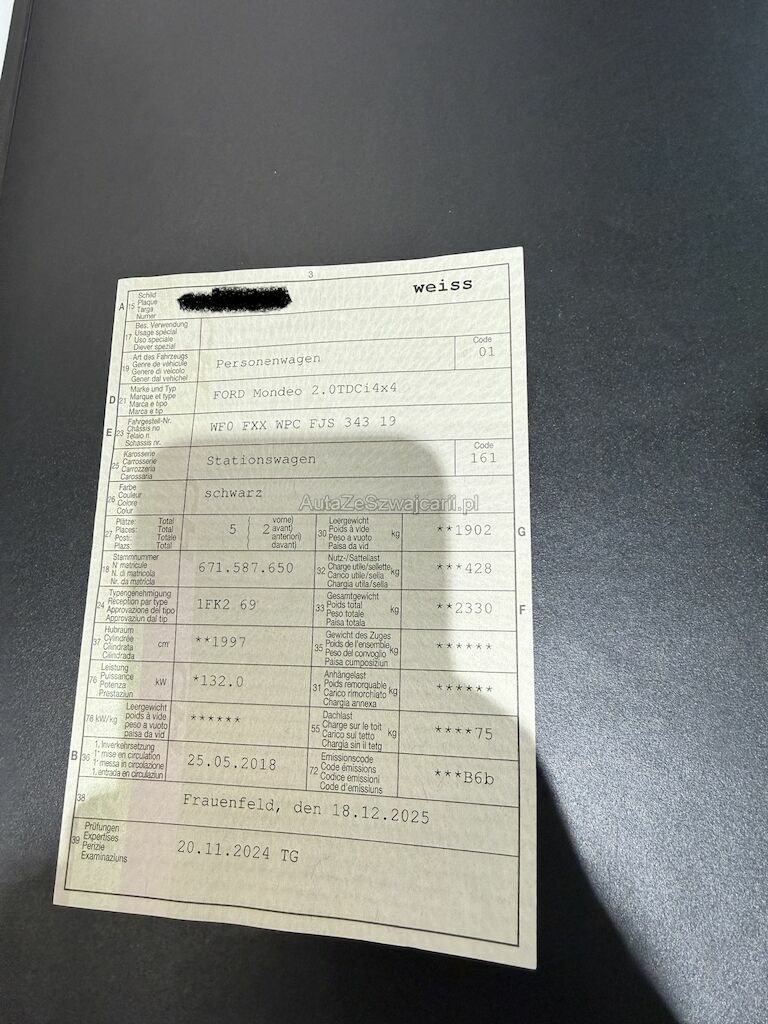 3
A 15 Schild
Plaque
Targa
Numer
weiss
17 Bes. Verwendung
Usage spécial
Uso speciale
Diever spezial
19 Art des Fahrzeugs
Genre de véhicule
Genere di veicolo
Gener dal vehichel
Personenwagen
Code
01
D 21 Marke und Typ
Marque et type
Marca e tipo
Marca e tip
FORD Mondeo 2.0TDCi4x4
E 23 Fahrgestell-Nr.
Châssis no
Telaio n.
Schassis nr.
WF0 FXX WPC FJS 343 19
25 Karosserie
Carrosserie
Carrozzeria
Carossaria
Stationswagen
Code
161
26 Farbe
Couleur
Colore
Colur
schwarz
AutaZeSzwajcarii.pl
27 Plätze: Total
Places: Total
Posti: Totale
Plazs: Total
5 ( 2 vorne)
avant)
anteriori)
davant)
30 Leergewicht
Poids à vide
Peso a vuoto
Paisa da vid
kg
**1902
G
18 Stammnummer
N matricule
N. di matricola
Nr. da matricla
671.587.650
32 Nutz-/Sattellast
Charge utile/sellette
Carico utile/sella
Chargia utila/sella
kg
***428
24 Typengenehmigung
Réception par type
Approvazione del tipo
Approvaziun dal tip
1FK2 69
33 Gesamtgewicht
Poids total
Peso totale
Paisa totala
kg
**2330
F
37 Hubraum
Cylindrée
Cilindrata
Cilindrada
cm³
**1997
35 Gewicht des Zuges
Poids de l'ensemble
Peso del convoglio
Paisa cumposiziun
kg
******
76 Leistung
Puissance
Potenza
Prestaziun
kW
*132.0
31 Anhängelast
Poids remorquable
Carico rimorchiato
Chargia annexa
kg
******
78 kW/kg Leergewicht
poids à vide
peso a vuoto
paisa da vid
******
55 Dachlast
Charge sur le toit
Carico sul tetto
Chargia sin il tetg
kg
****75
B 36 1. Inverkehrsetzung
1ᵉ mise en circulation
1ᵃ messa in circolazione
1. entrada en circulaziun
25.05.2018
72 Emissionscode
Code émissions
Codice emissioni
Code d'emissiuns
***B6b
38
Frauenfeld, den 18.12.2025
39 Prüfungen
Expertises
Perizie
Examinaziuns
20.11.2024 TG